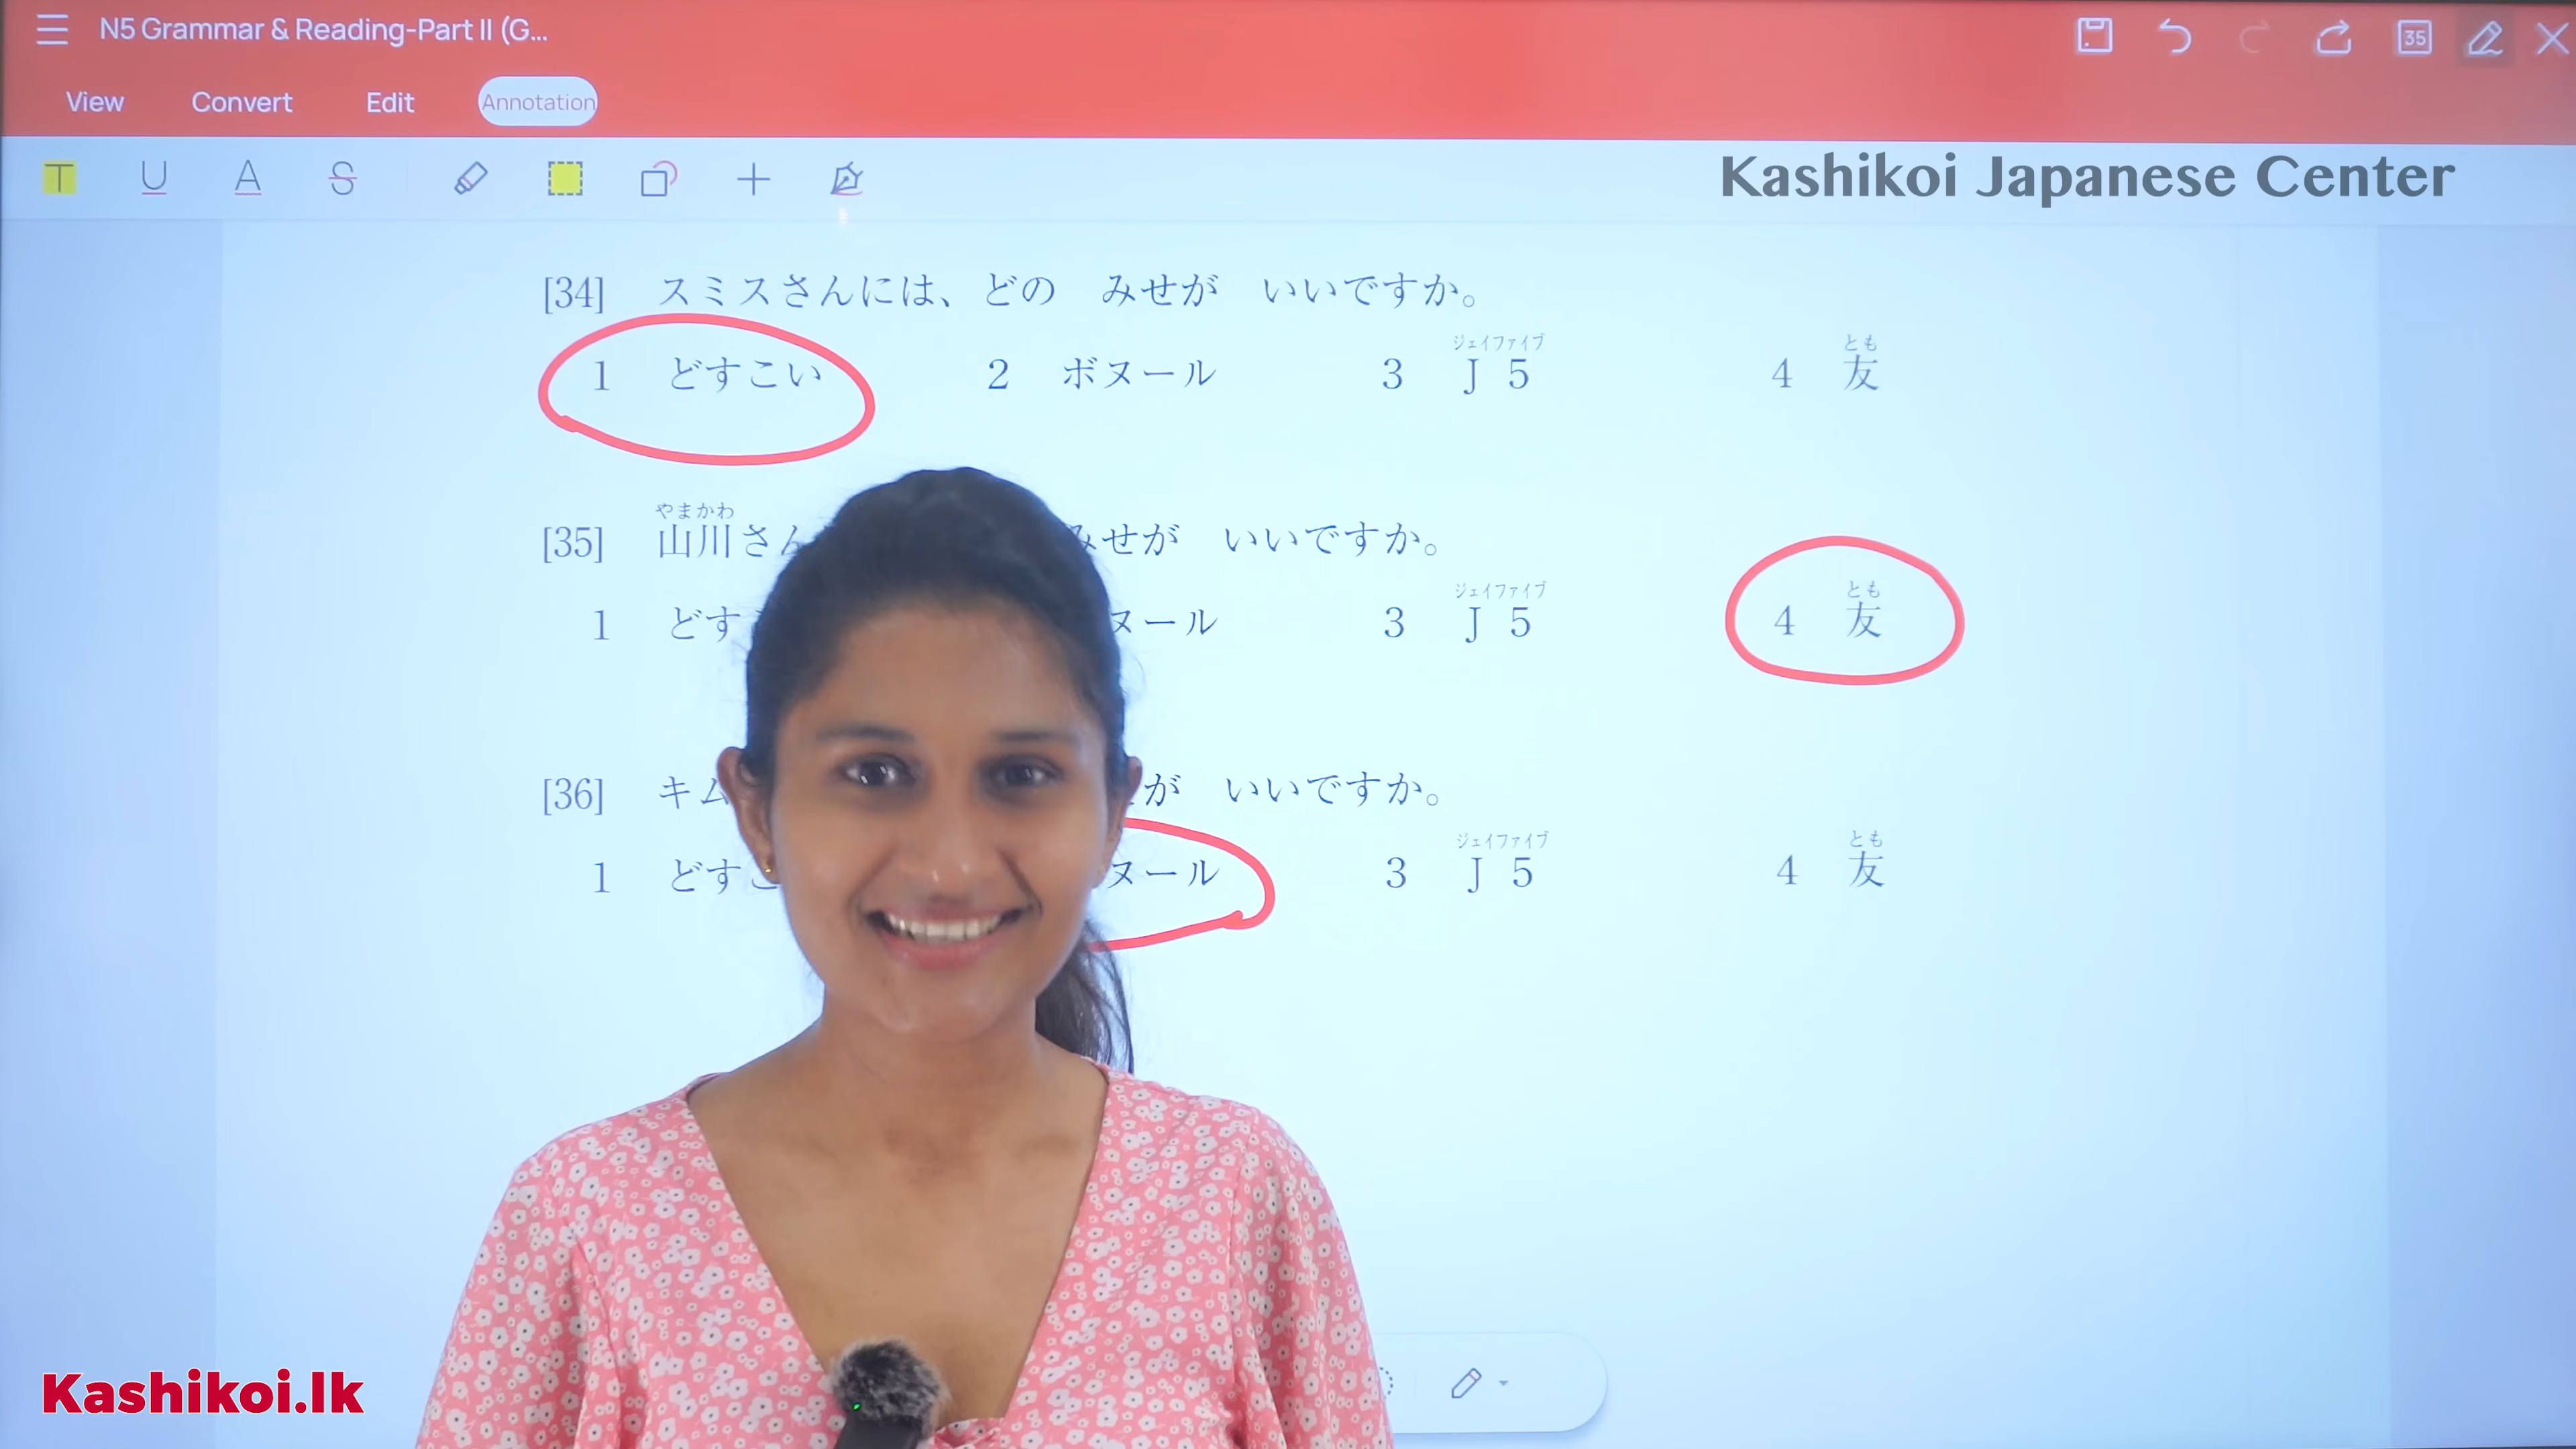 N5 Grammar & Reading-Part II (G...
35
View Convert Edit Annotation
T U A S
Kashikoi Japanese Center
[34] スミスさんには、どの みせが いいですか。
ジェイファイブ とも
1 どすこい 2 ボヌール 3 J 5 4 友
やまかわ
[35] 山川さん みせが いいですか。
ジェイファイブ とも
1 どす ヌール 3 J 5 4 友
[36] キム が いいですか。
ジェイファイブ とも
1 どすこ ヌール 3 J 5 4 友
Kashikoi.lk